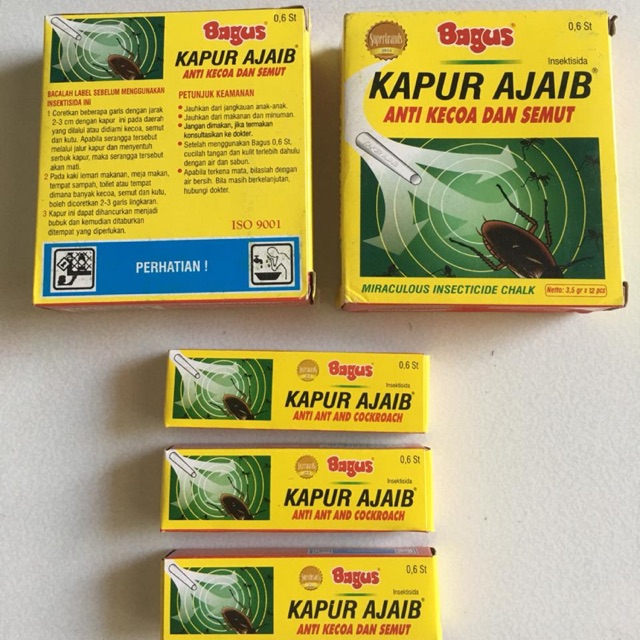 Bagus
0,6 St
KAPUR AJAIB
ANTI KECOA DAN SEMUT
BACALAH LABEL SEBELUM MENGGUNAKAN
INSEKTISIDA INI
1 Coretkan beberapa garis dengan jarak
2-3 cm dengan kapur ini pada daerah
yang dilalui atau didiami kecoa, semut
dan kutu. Apabila serangga tersebut
melalui jalur kapur dan menyentuh
serbuk kapur, maka serangga tersebut
akan mati.
2 Pada kaki lemari makanan, meja makan,
tempat sampah, toilet atau tempat
dimana banyak kecoa, semut dan kutu,
boleh dicoretkan 2-3 garis lingkaran.
3 Kapur ini dapat dihancurkan menjadi
bubuk dan kemudian ditaburkan
ditempat yang diperlukan.
PETUNJUK KEAMANAN
Jauhkan dari jangkauan anak-anak.
Jauhkan dari makanan dan minuman.
Jangan dimakan, jika termakan
konsultasikan ke dokter.
Setelah menggunakan Bagus 0,6 St,
cucilah tangan dan kulit terlebih dahulu
dengan air dan sabun.
Apabila terkena mata, bilaslah dengan
air bersih. Bila masih berkelanjutan,
hubungi dokter.
ISO 9001
PERHATIAN !
Superbrands
Bagus
0,6 St
Insektisida
KAPUR AJAIB®
ANTI KECOA DAN SEMUT
MIRACULOUS INSECTICIDE CHALK
Netto: 3,5 gr x 12 pcs
Bagus
0,6 St
Insektisida
KAPUR AJAIB®
ANTI ANT AND COCKROACH
Bagus
0,6 St
Insektisida
KAPUR AJAIB®
ANTI ANT AND COCKROACH
Bagus
0,6 St
Insektisida
KAPUR AJAIB®
ANTI KECOA DAN SEMUT